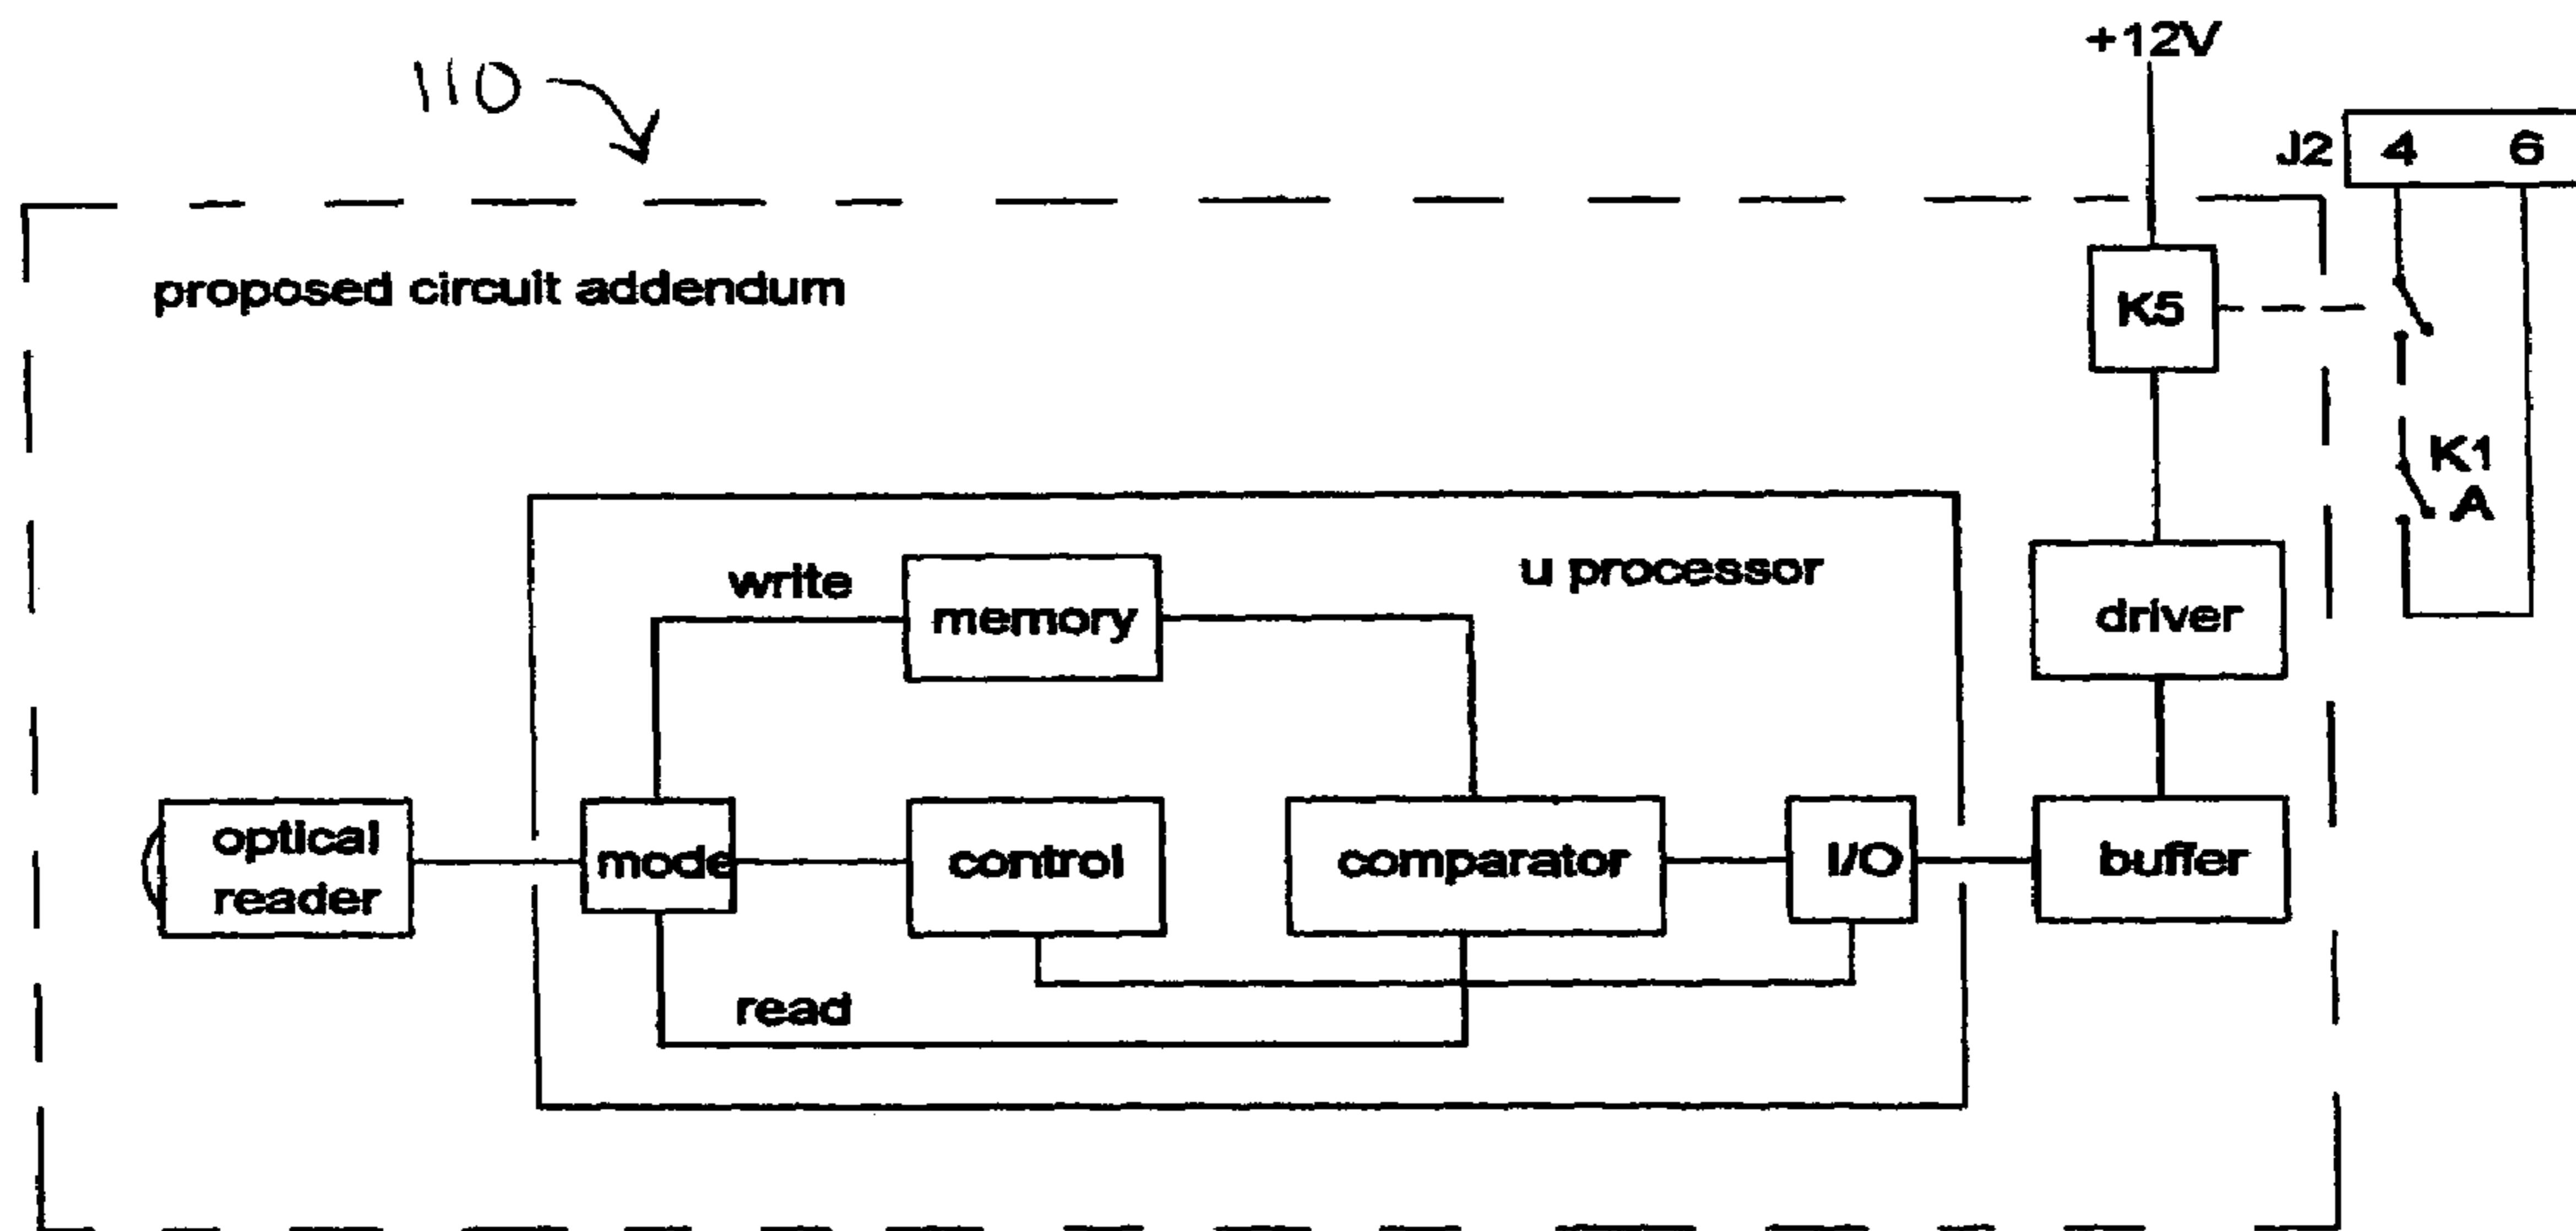 +12V
110
J2 4 6
proposed circuit addendum
K5
K1
A
write
memory
u processor
driver
optical
reader
mode
control
comparator
I/O
buffer
read